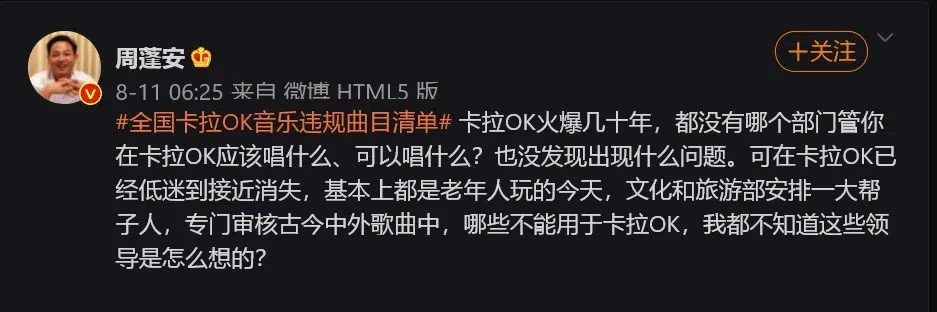 周蓬安
+关注
8-11 06:25 来自 微博 HTML5 版
#全国卡拉OK音乐违规曲目清单# 卡拉OK火爆几十年，都没有哪个部门管你
在卡拉OK应该唱什么、可以唱什么？也没发现出现什么问题。可在卡拉OK已
经低迷到接近消失，基本上都是老年人玩的今天，文化和旅游部安排一大帮
子人，专门审核古今中外歌曲中，哪些不能用于卡拉OK，我都不知道这些领
导是怎么想的？